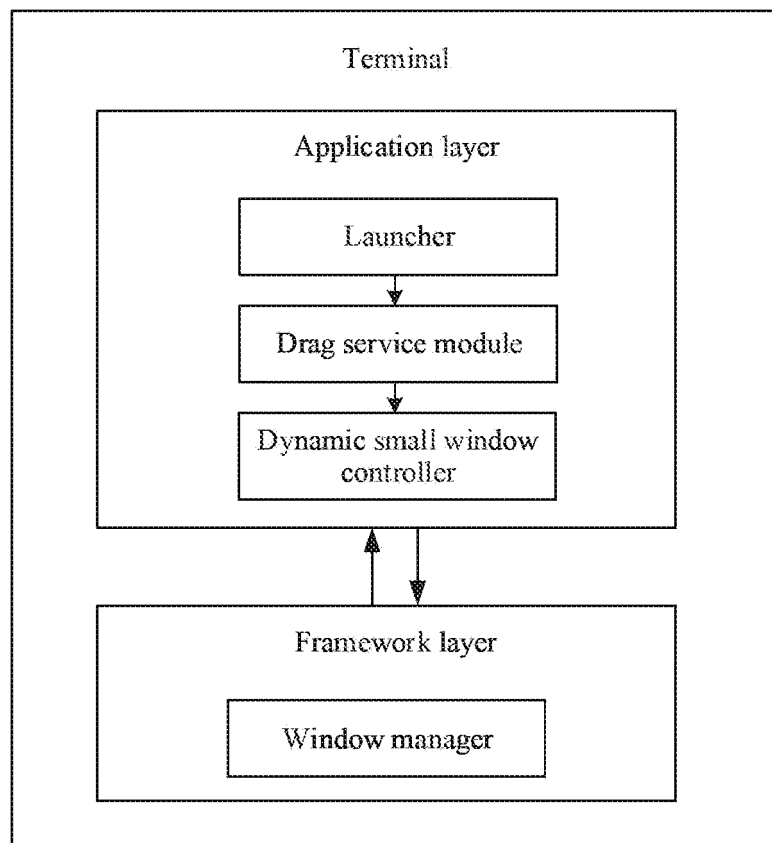 Terminal
Application layer
Launcher
Drag service module
Dynamic small window
controller
Framework layer
Window manager